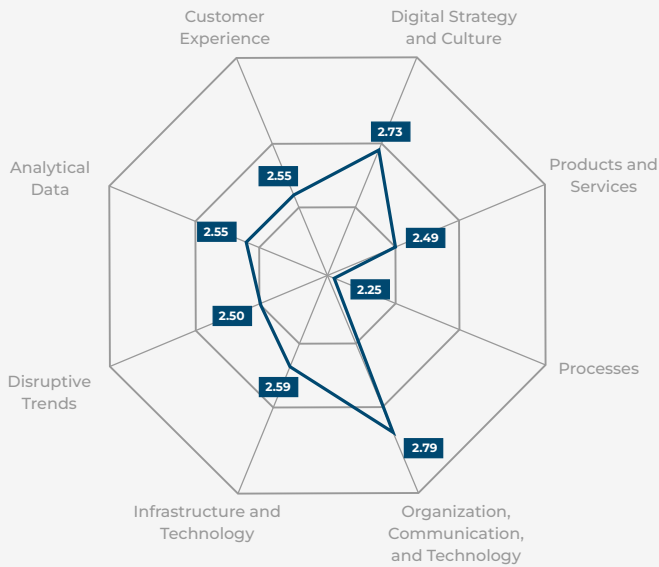 Customer
Experience
Digital Strategy
and Culture
2.73
2.55
Analytical
Data
Products and
Services
2.55
2.49
2.25
2.50
Disruptive
Trends
Processes
2.59
2.79
Infrastructure and
Technology
Organization,
Communication,
and Technology